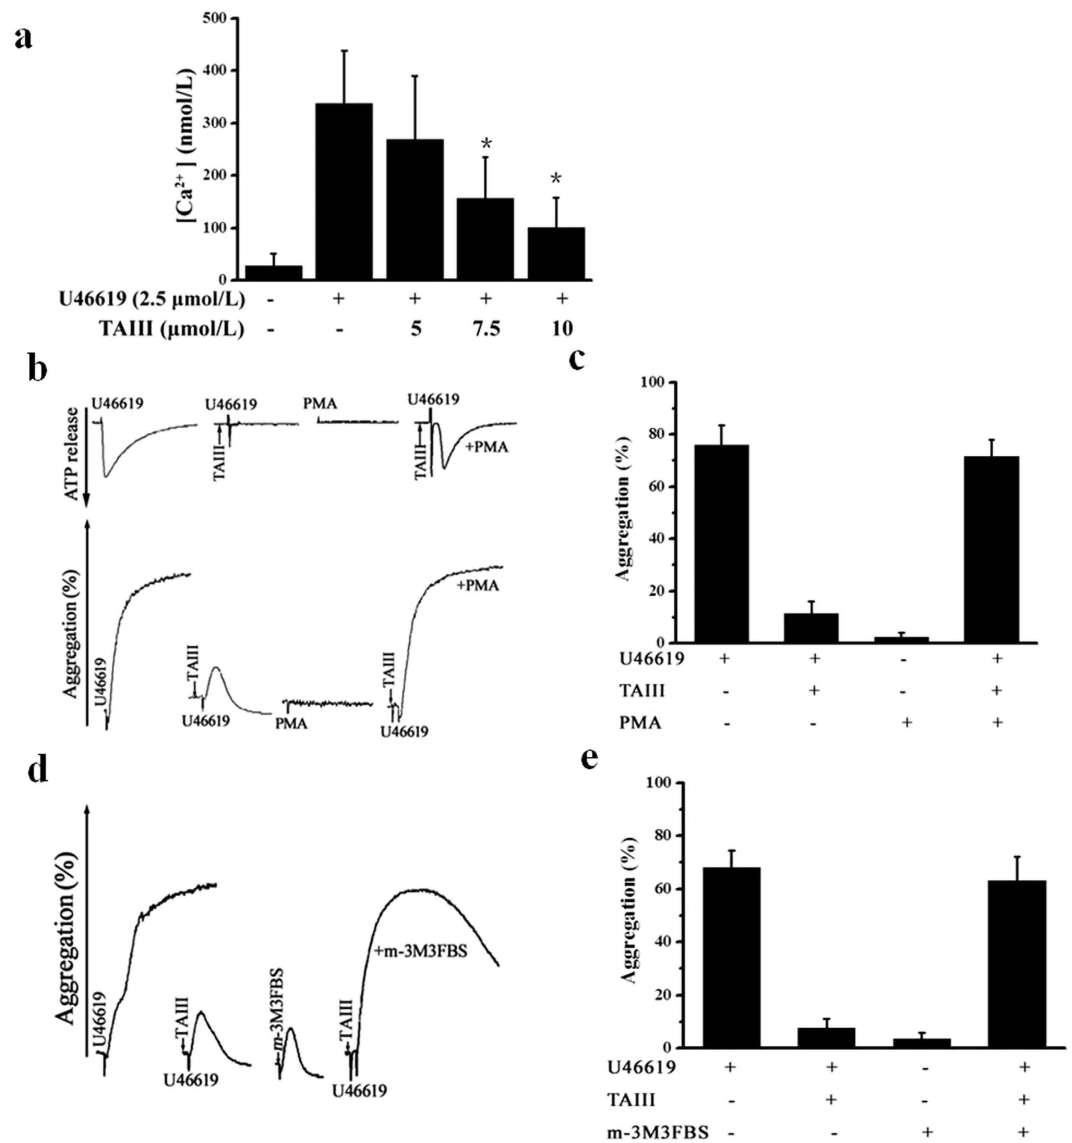 a
500
400
300
200
100
0
[Ca2+ ] (nmol/L)
* *
U46619 (2.5 μmol/L) - + + + +
TAIII (μmol/L) - - 5 7.5 10
b
ATP release
U46619 U46619 PMA U46619
TAIII TAIII +PMA
Aggregation (%)
U46619 TAIII U46619 PMA TAIII U46619 +PMA
c
100
80
60
40
20
0
Aggregation (%)
U46619 + + - +
TAIII - + - +
PMA - - + +
d
Aggregation (%)
U46619 TAIII U46619 m-3M3FBS TAIII U46619 +m-3M3FBS
e
100
80
60
40
20
0
Aggregation (%)
U46619 + + - +
TAIII - + - +
m-3M3FBS - - + +